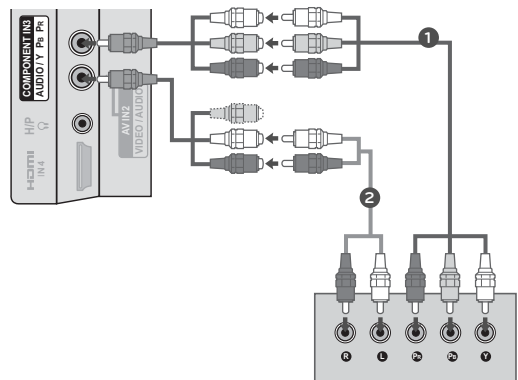 COMPONENT IN3
AUDIO / Y PB PR
AV IN2
VIDEO / AUDIO
H/P
HDMI
IN 4
1
2
R
L
PR
PB
Y